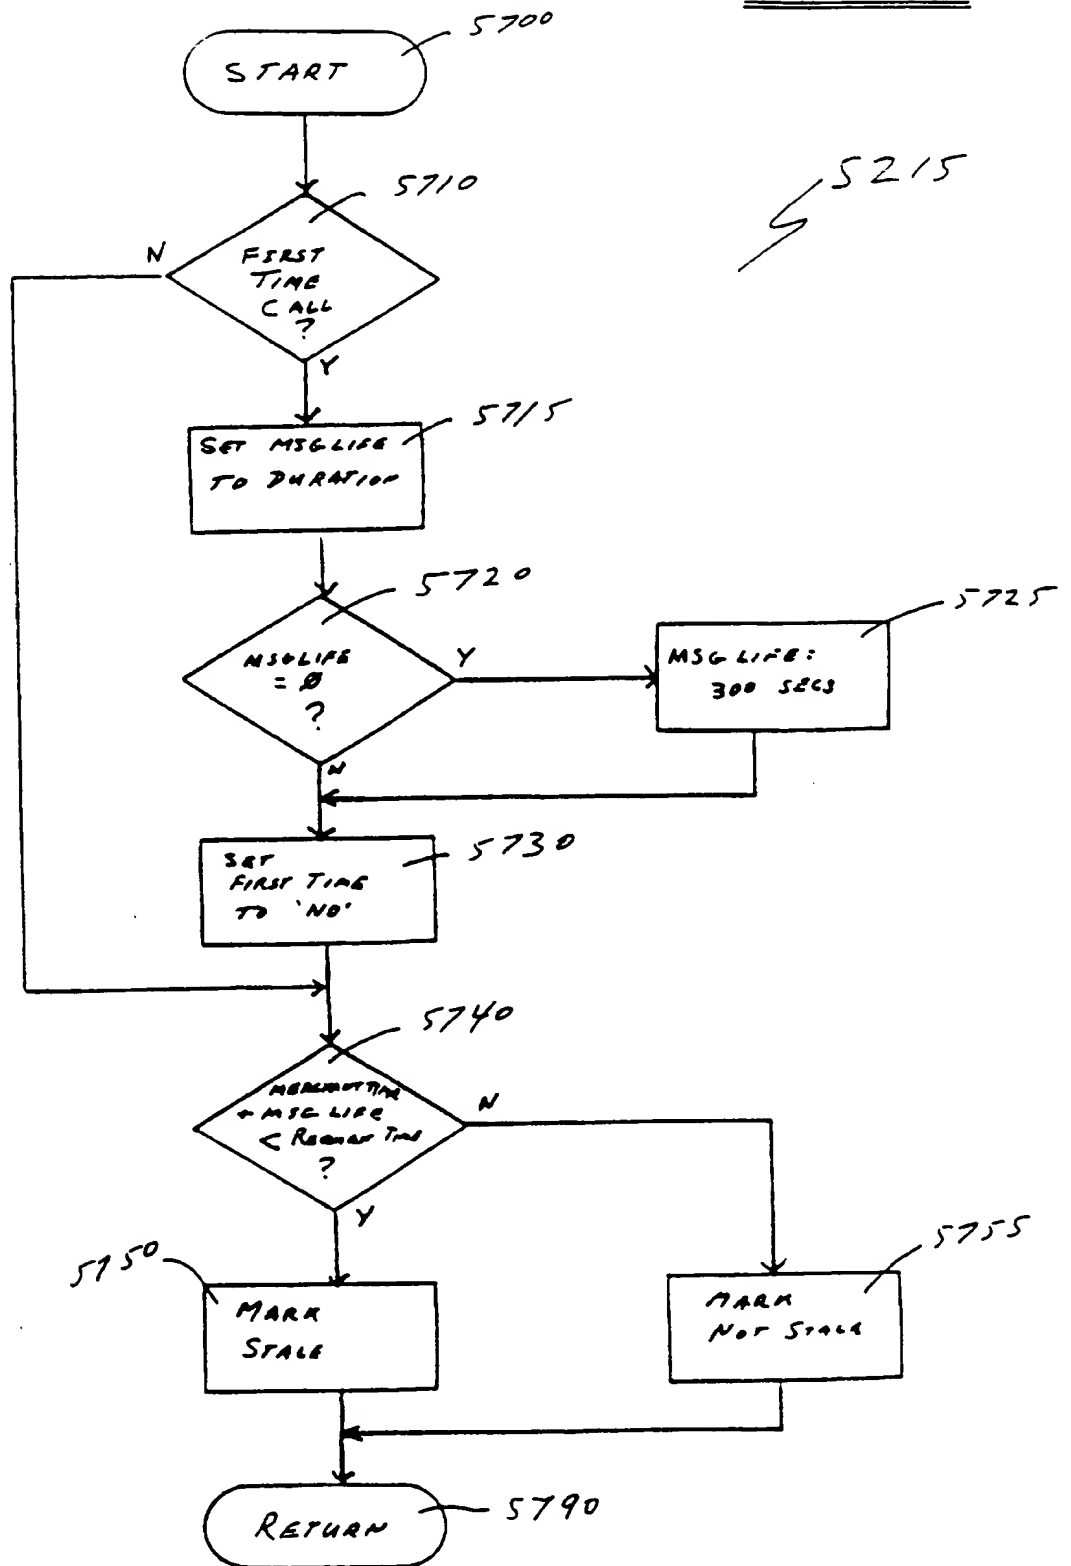 5700
START
5215
5710
N
FIRST
TIME
CALL
?
Y
5715
SET MSGLIFE
TO DURATION
5720
MSGLIFE
= Ø
?
Y
5725
MSG LIFE:
300 SECS
N
5730
SET
FIRST TIME
TO 'NO'
5740
+ MSG LIFE
< TIME
?
N
Y
5750
MARK
STALE
5755
MARK
NOT STALE
RETURN
5790